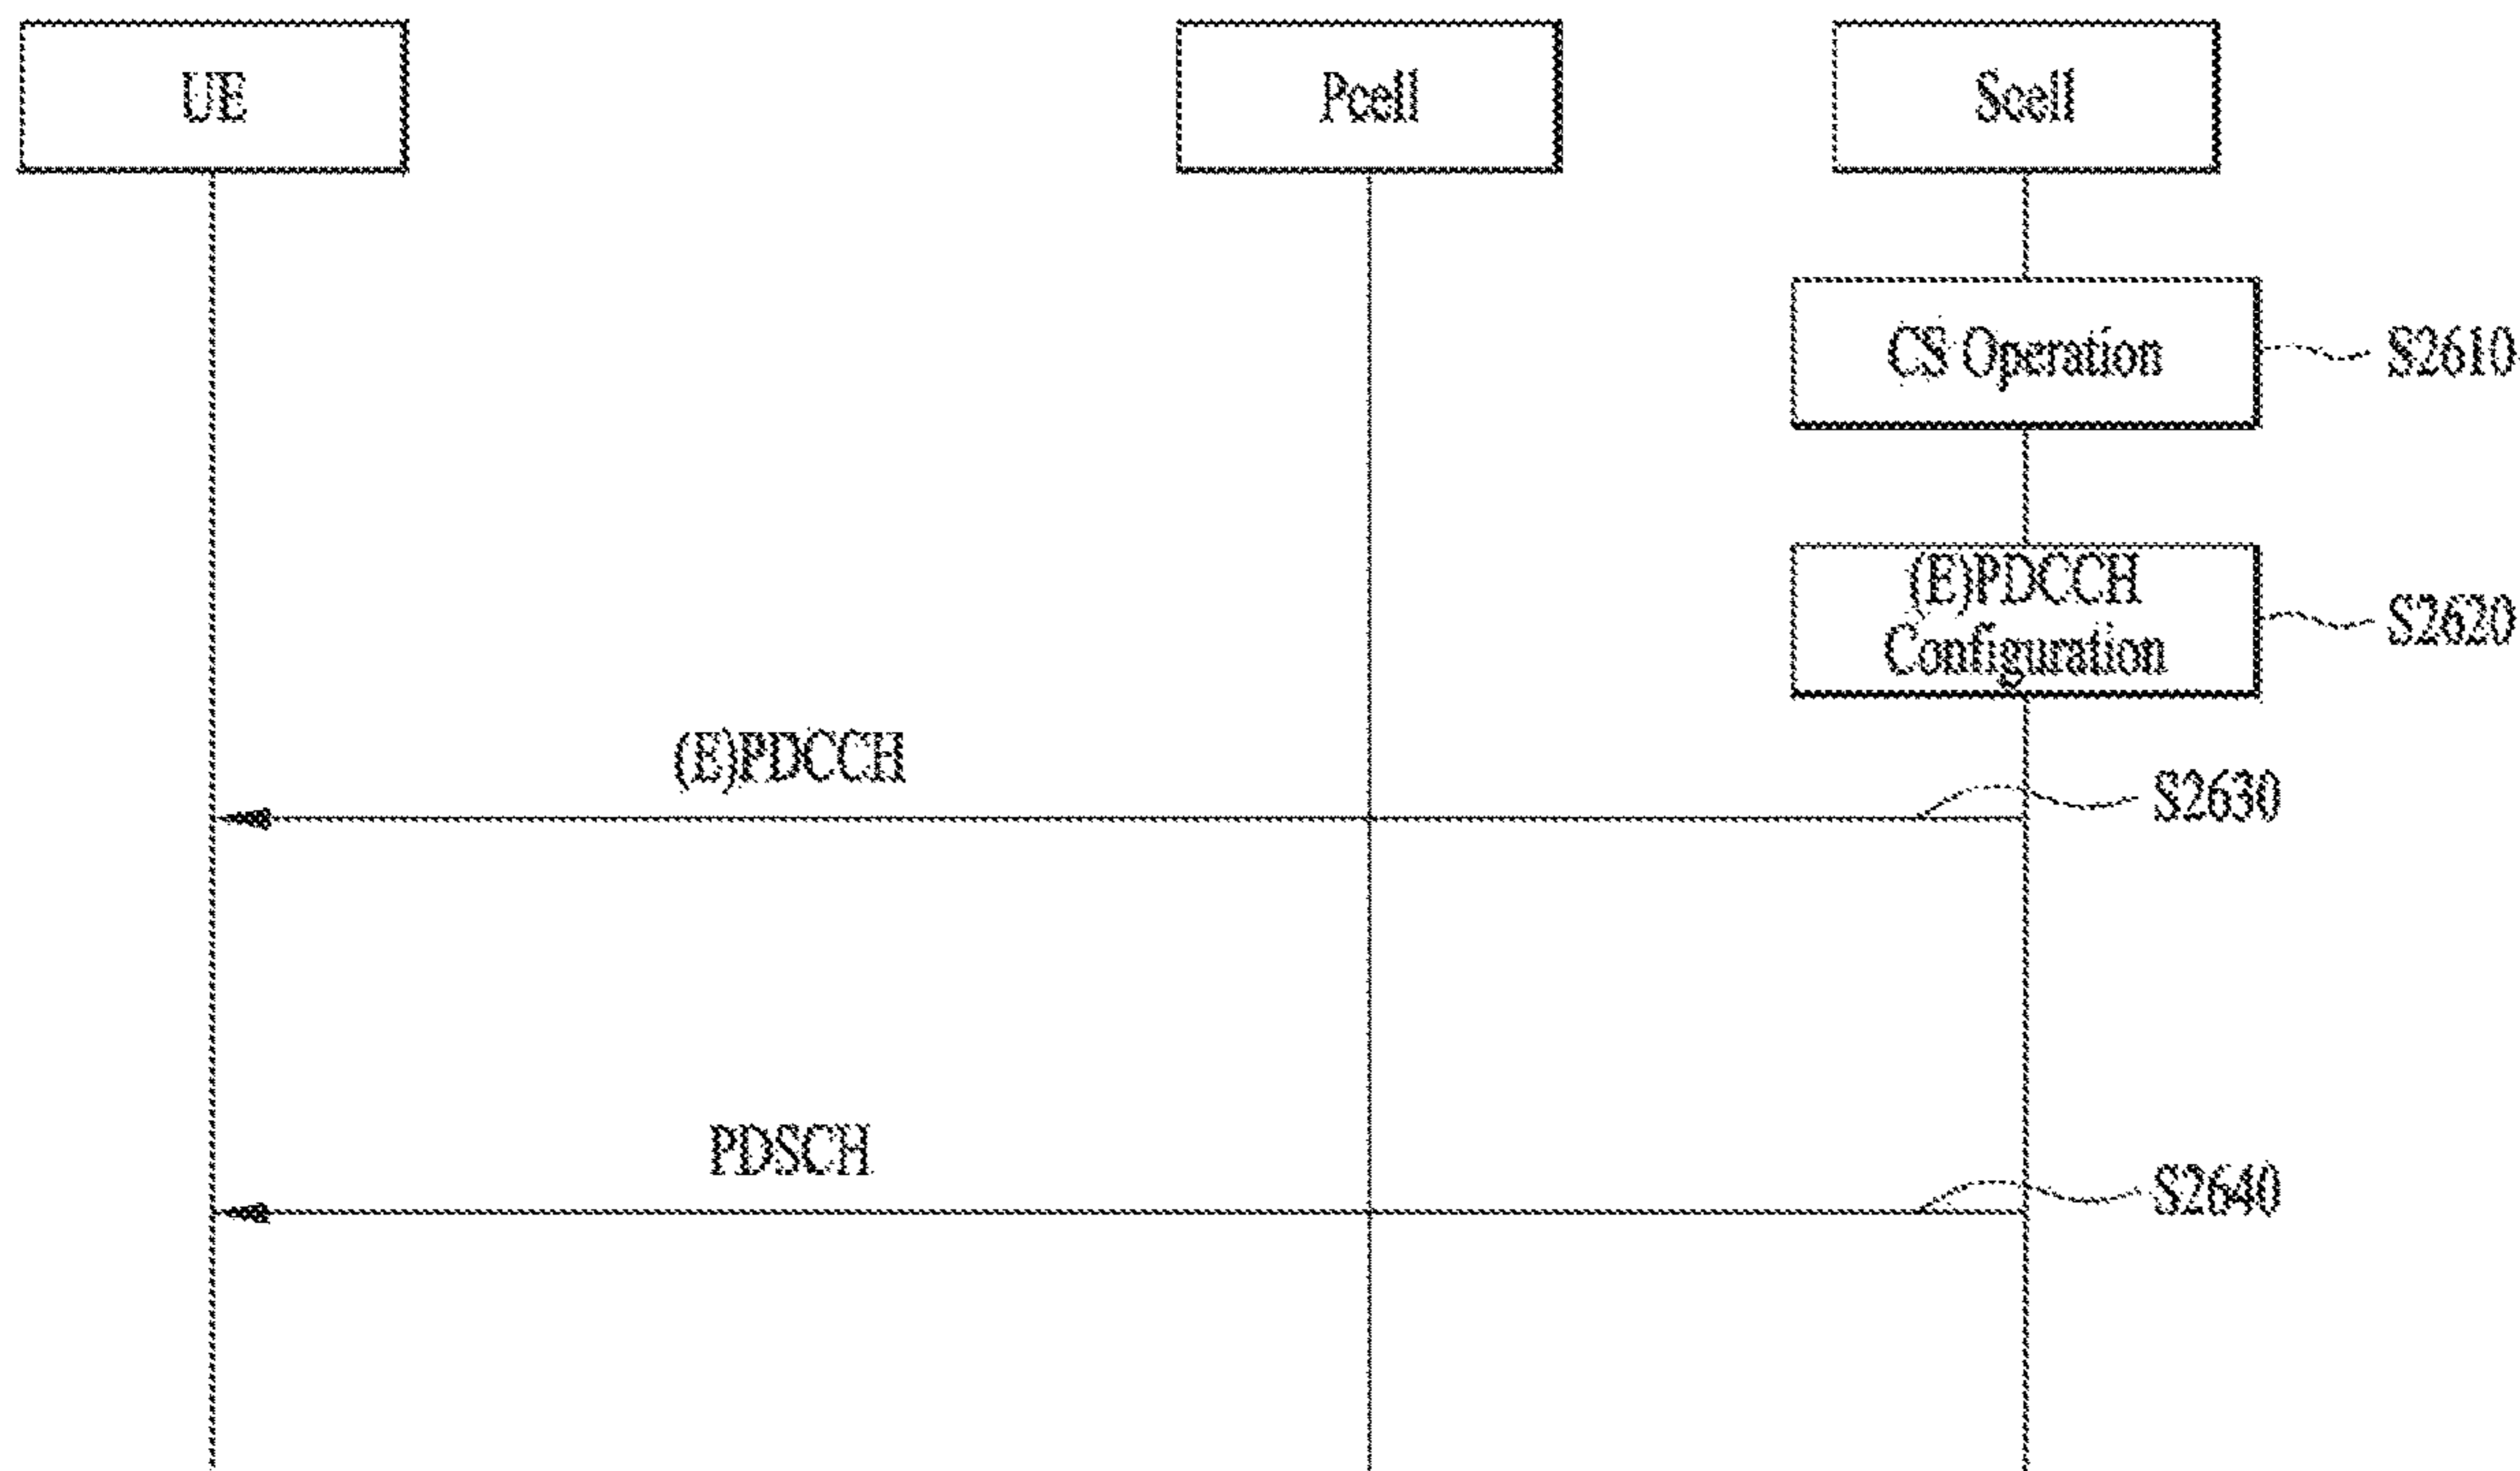 UE
Pcell
Scell
CS Operation
S2610
(E)PDCCH
Configuration
S2620
(E)PDCCH
S2630
PDSCH
S2640